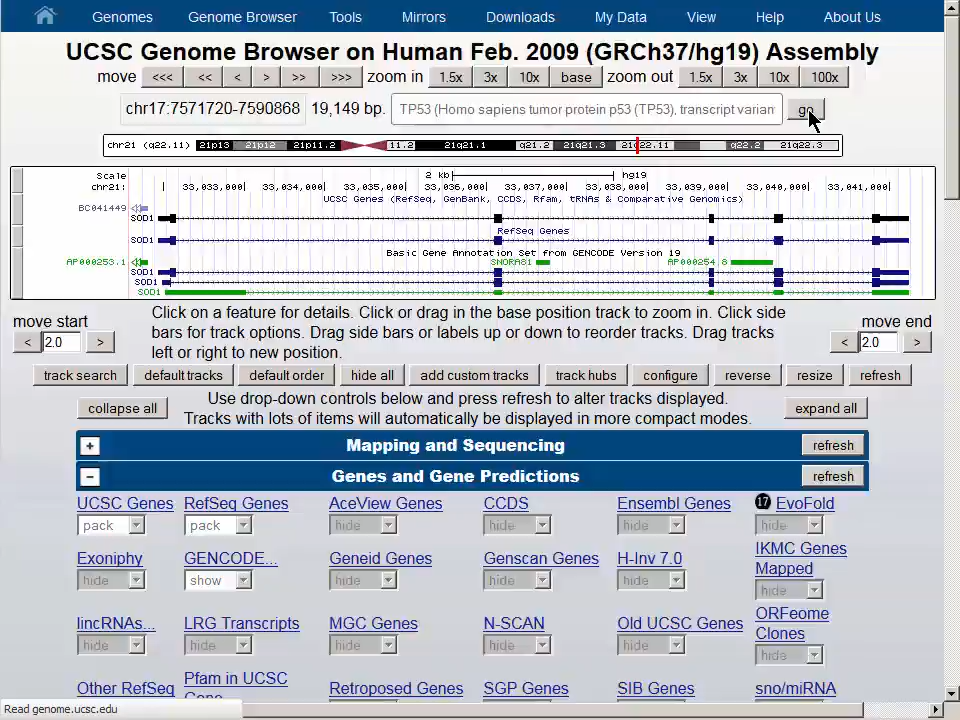 Genomes Genome Browser Tools Mirrors Downloads My Data View Help About Us
UCSC Genome Browser on Human Feb. 2009 (GRCh37/hg19) Assembly
move <<< << < > >> >>> zoom in 1.5x 3x 10x base zoom out 1.5x 3x 10x 100x
chr17:7571720-7590868 19,149 bp. TP53 (Homo sapiens tumor protein p53 (TP53), transcript varian go
chr21 (q22.11) 21p13 21p12 21p11.2 11.2 21q21.1 q21.2 21q21.3 21q22.11 q22.2 21q22.3
Scale 2 kb hg19
chr21: 33,033,000 33,034,000 33,035,000 33,036,000 33,037,000 33,038,000 33,039,000 33,040,000 33,041,000
UCSC Genes (RefSeq, GenBank, CCDS, Rfam, tRNAs & Comparative Genomics)
BC041449
SOD1
RefSeq Genes
SOD1
Basic Gene Annotation Set from GENCODE Version 19
AP000253.1 SNORA81 AP000254.8
SOD1
SOD1
SOD1
move start Click on a feature for details. Click or drag in the base position track to zoom in. Click side move end
< 2.0 > bars for track options. Drag side bars or labels up or down to reorder tracks. Drag tracks < 2.0 >
left or right to new position.
track search default tracks default order hide all add custom tracks track hubs configure reverse resize refresh
collapse all Use drop-down controls below and press refresh to alter tracks displayed. expand all
Tracks with lots of items will automatically be displayed in more compact modes.
+ Mapping and Sequencing refresh
- Genes and Gene Predictions refresh
UCSC Genes RefSeq Genes AceView Genes CCDS Ensembl Genes 17 EvoFold
pack pack hide hide hide hide
Exoniphy GENCODE... Geneid Genes Genscan Genes H-Inv 7.0 IKMC Genes Mapped
hide show hide hide hide hide
lincRNAs... LRG Transcripts MGC Genes N-SCAN Old UCSC Genes ORFeome Clones
hide hide hide hide hide hide
Other RefSeq Pfam in UCSC Gene Retroposed Genes SGP Genes SIB Genes sno/miRNA
Read genome.ucsc.edu